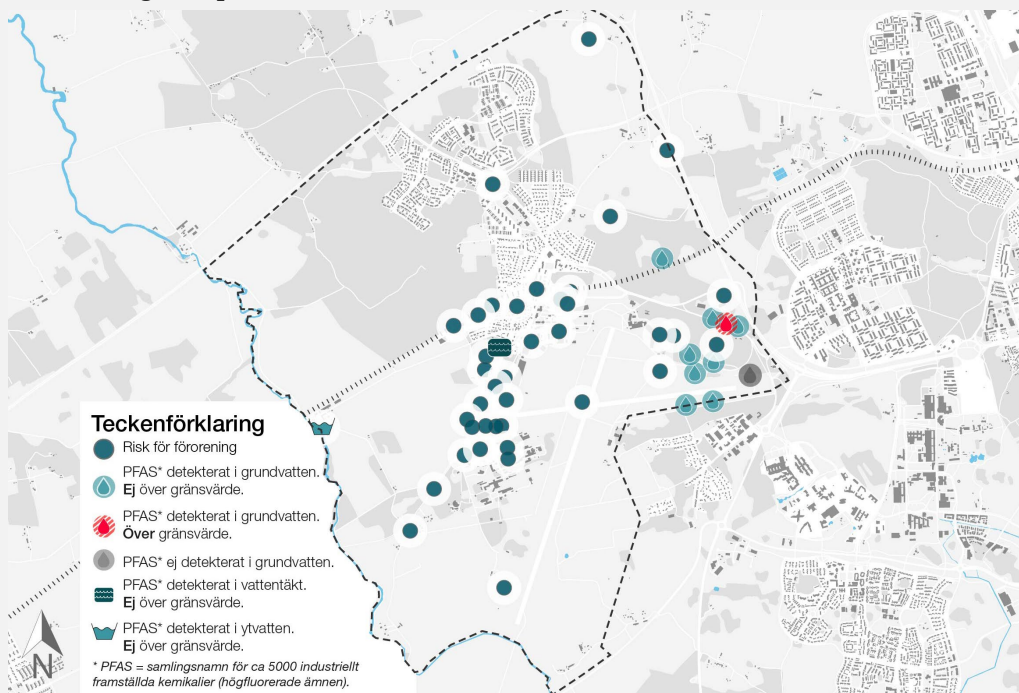 Teckenförklaring
Risk för förorening
PFAS* detekterat i grundvatten.
Ej över gränsvärde.
PFAS* detekterat i grundvatten.
Över gränsvärde.
PFAS* ej detekterat i grundvatten.
PFAS* detekterat i vattentäkt.
Ej över gränsvärde.
PFAS* detekterat i ytvatten.
Ej över gränsvärde.
* PFAS = samlingsnamn för ca 5000 industriellt
framställda kemikalier (högfluorerade ämnen).
N